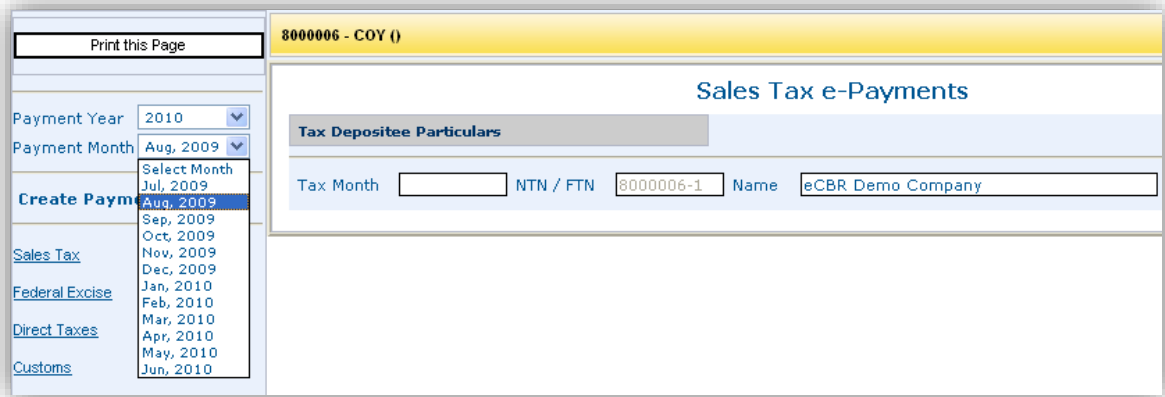 Print this Page
8000006 - COY ()
Sales Tax e-Payments
Payment Year 2010
Payment Month Aug, 2009
Select Month
Jul, 2009
Aug, 2009
Sep, 2009
Oct, 2009
Nov, 2009
Dec, 2009
Jan, 2010
Feb, 2010
Mar, 2010
Apr, 2010
May, 2010
Jun, 2010
Create Paym
Sales Tax
Federal Excise
Direct Taxes
Customs
Tax Depositee Particulars
Tax Month NTN / FTN 8000006-1 Name eCBR Demo Company